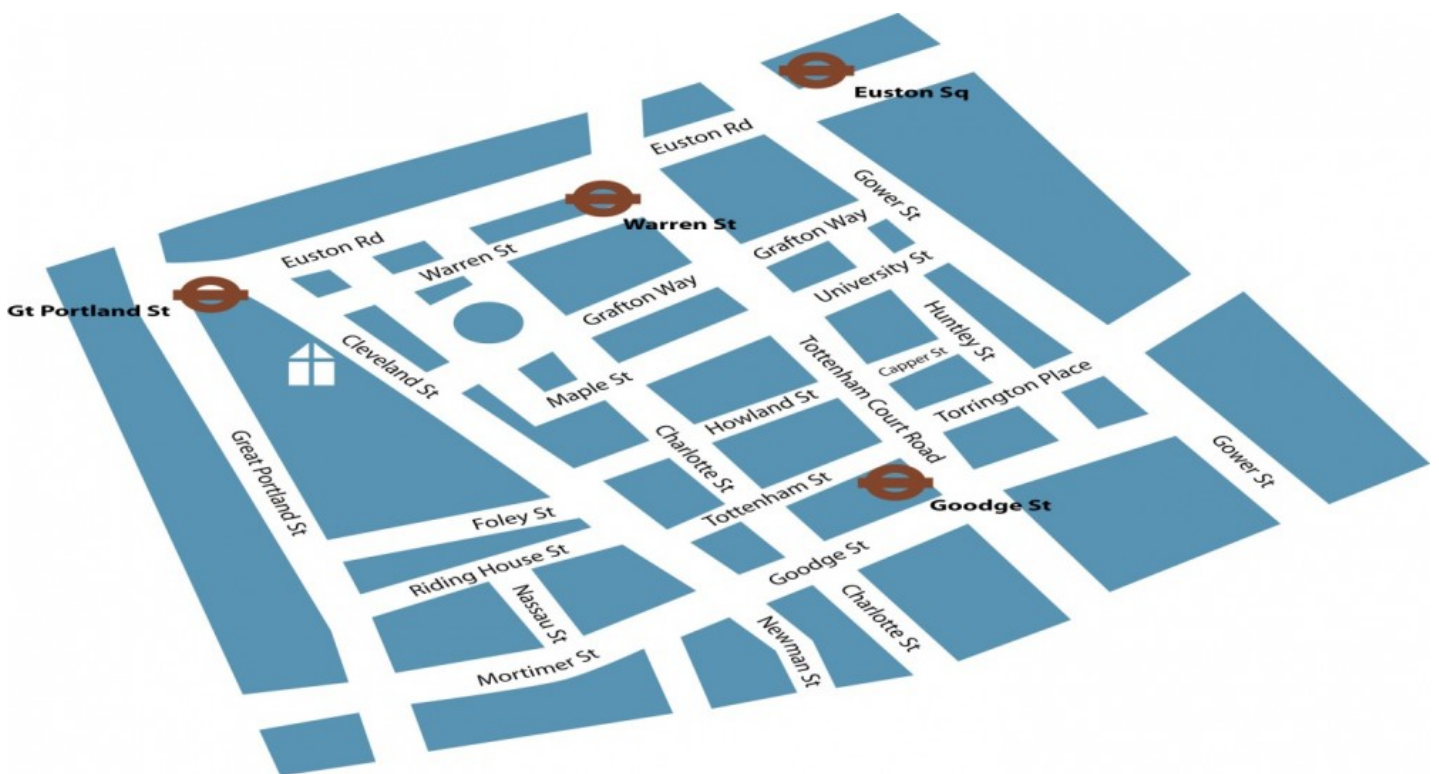 Euston Sq
Euston Rd
Gower St
Warren St
Grafton Way
Euston Rd
Warren St
University St
Gt Portland St
Grafton Way
Huntley St
Cleveland St
Tottenham Court Road
Capper St
Maple St
Torrington Place
Howland St
Charlotte St
Gower St
Great Portland St
Tottenham St
Goodge St
Foley St
Riding House St
Goodge St
Nassau St
Charlotte St
Newman St
Mortimer St